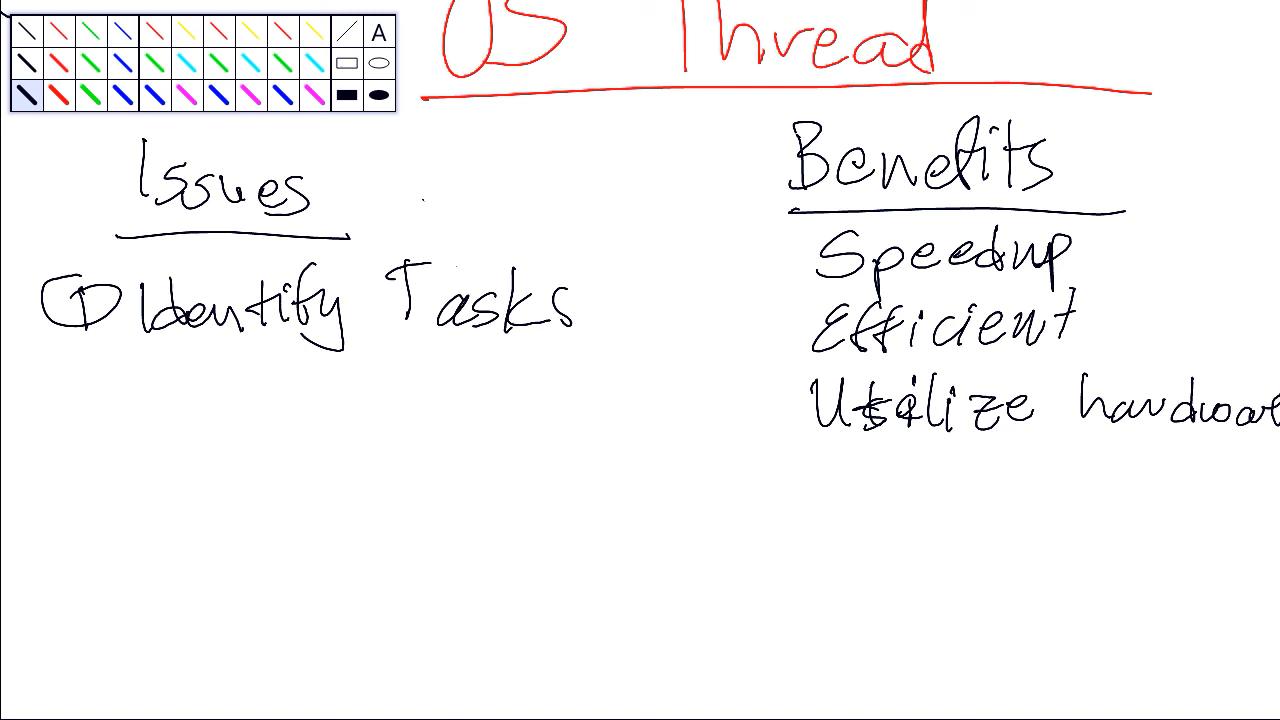 A
OS Thread
Issues
① Identify Tasks
Benefits
Speedup
Efficient
Utilize hardware